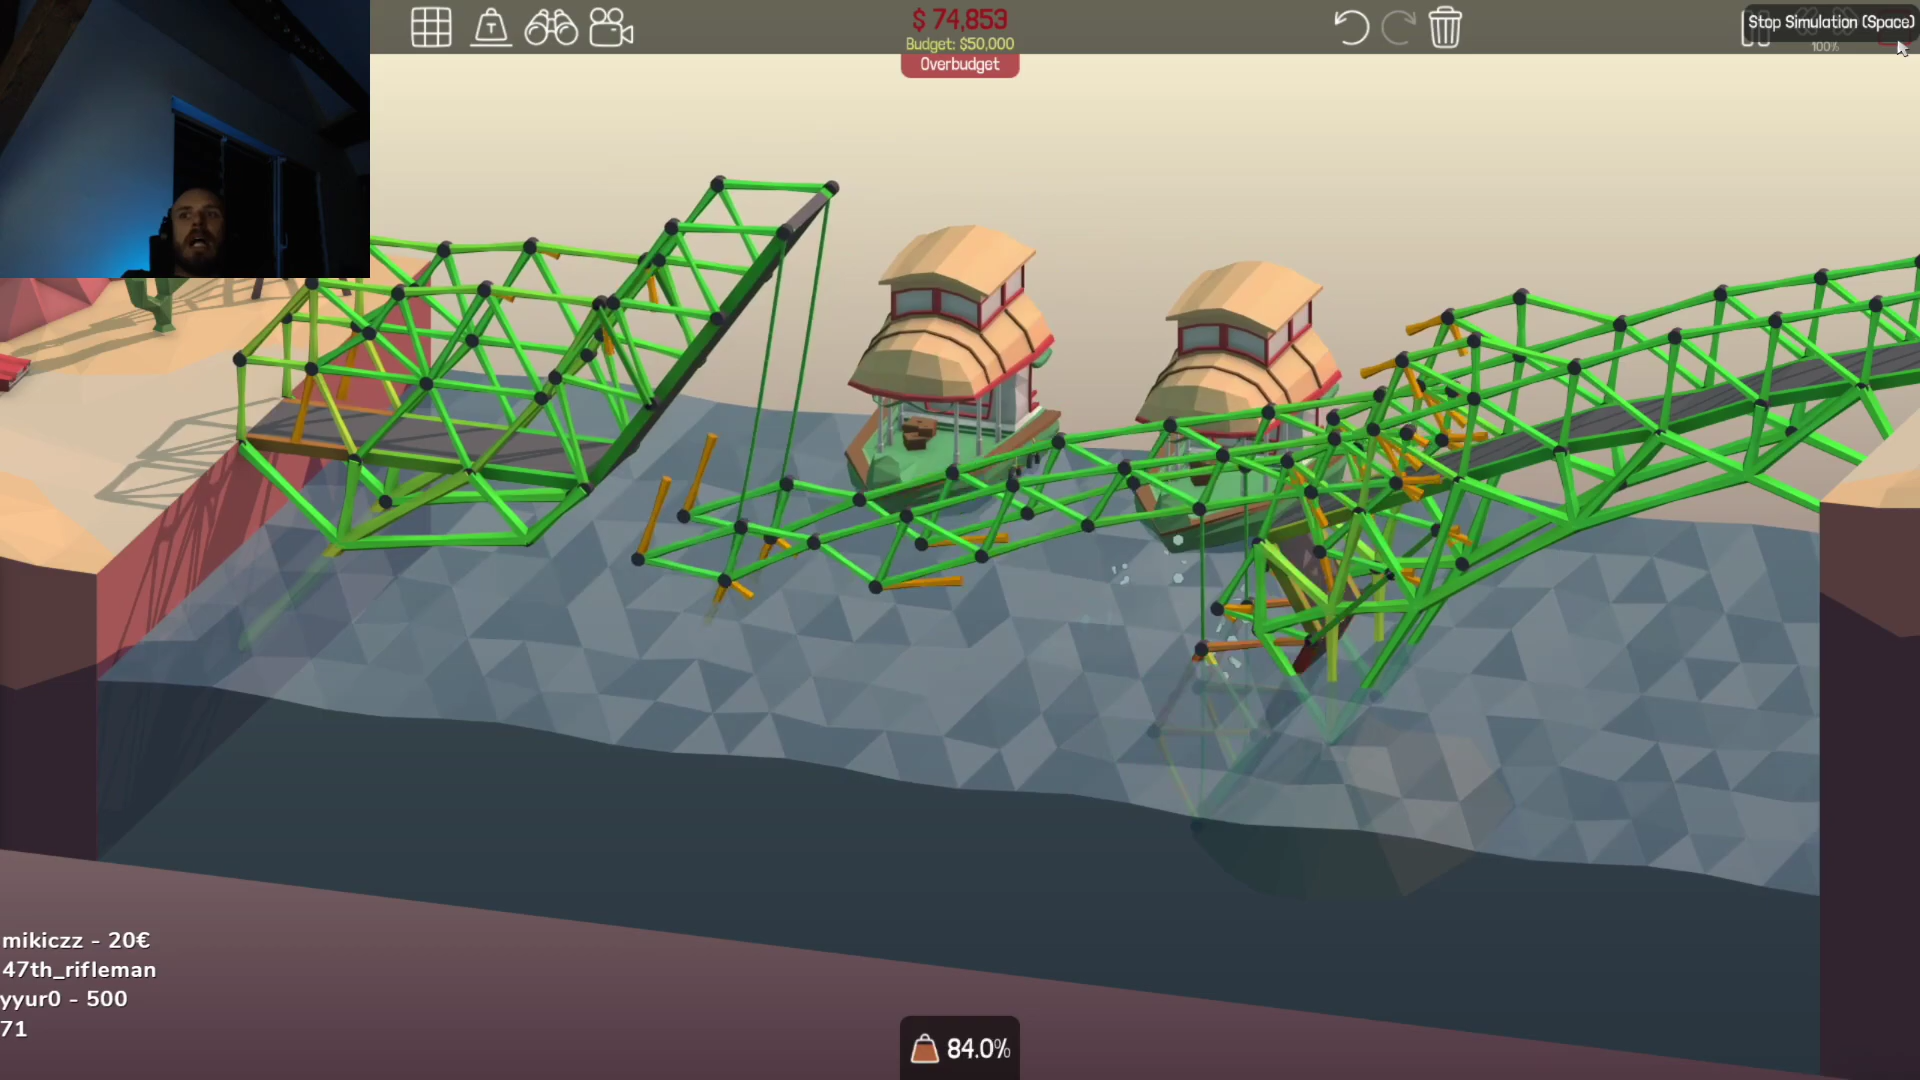 $ 74,853
Budget: $50,000
Overbudget
Stop Simulation (Space)
100%
T
mikiczz - 20€
47th_rifleman
yyur0 - 500
71
84.0%